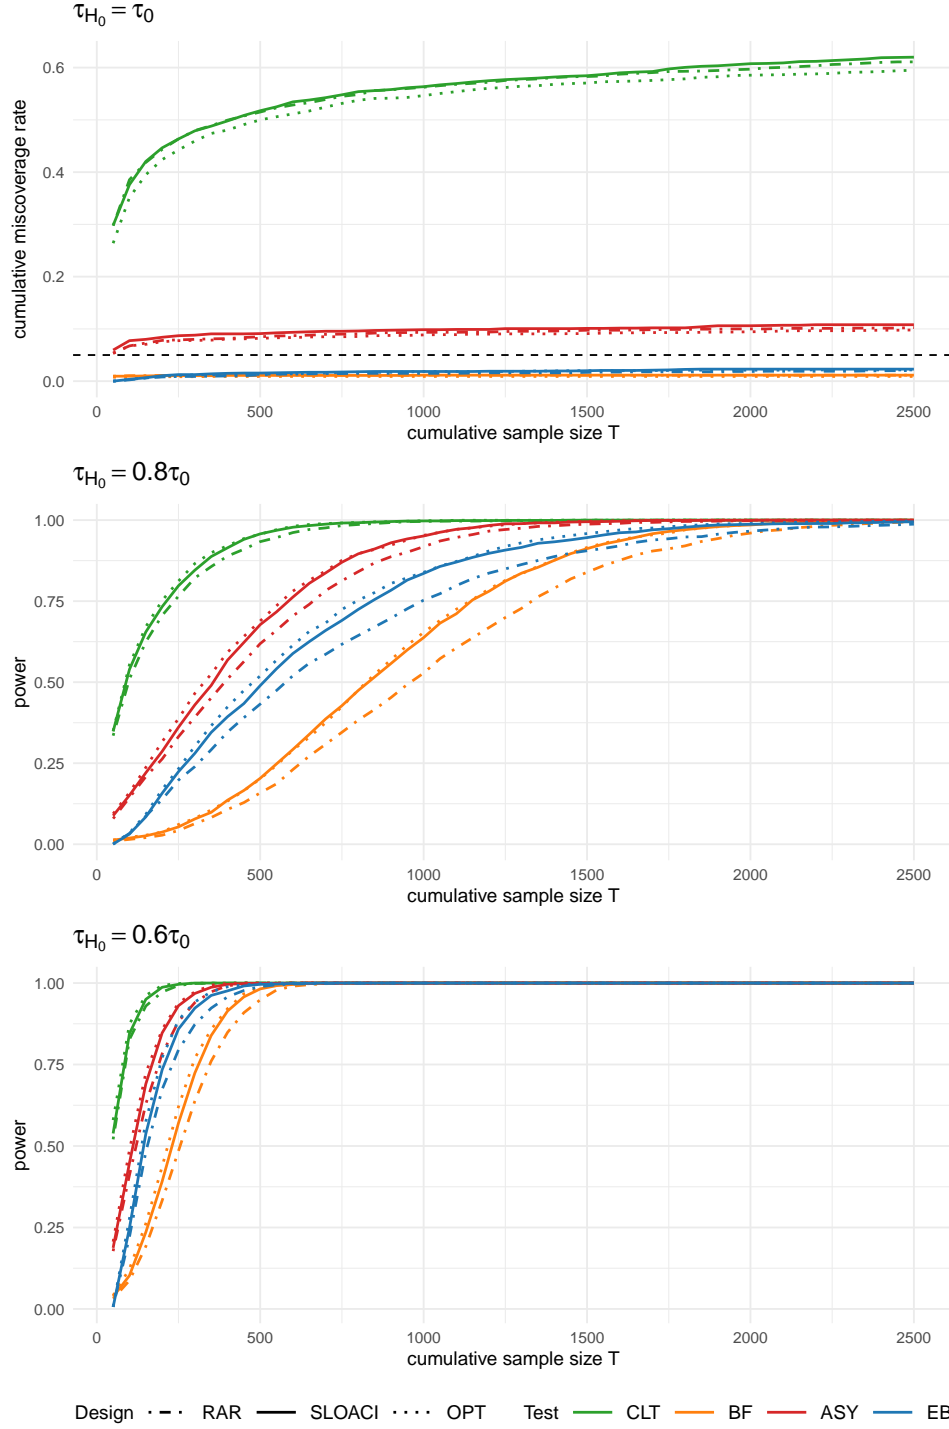 τH₀ = τ₀
cumulative miscoverage rate
0.6
0.4
0.2
0.0
0 500 1000 1500 2000 2500
cumulative sample size T
τH₀ = 0.8τ₀
power
1.00
0.75
0.50
0.25
0.00
0 500 1000 1500 2000 2500
cumulative sample size T
τH₀ = 0.6τ₀
power
1.00
0.75
0.50
0.25
0.00
0 500 1000 1500 2000 2500
cumulative sample size T
Design RAR SLOACI OPT Test CLT BF ASY EB